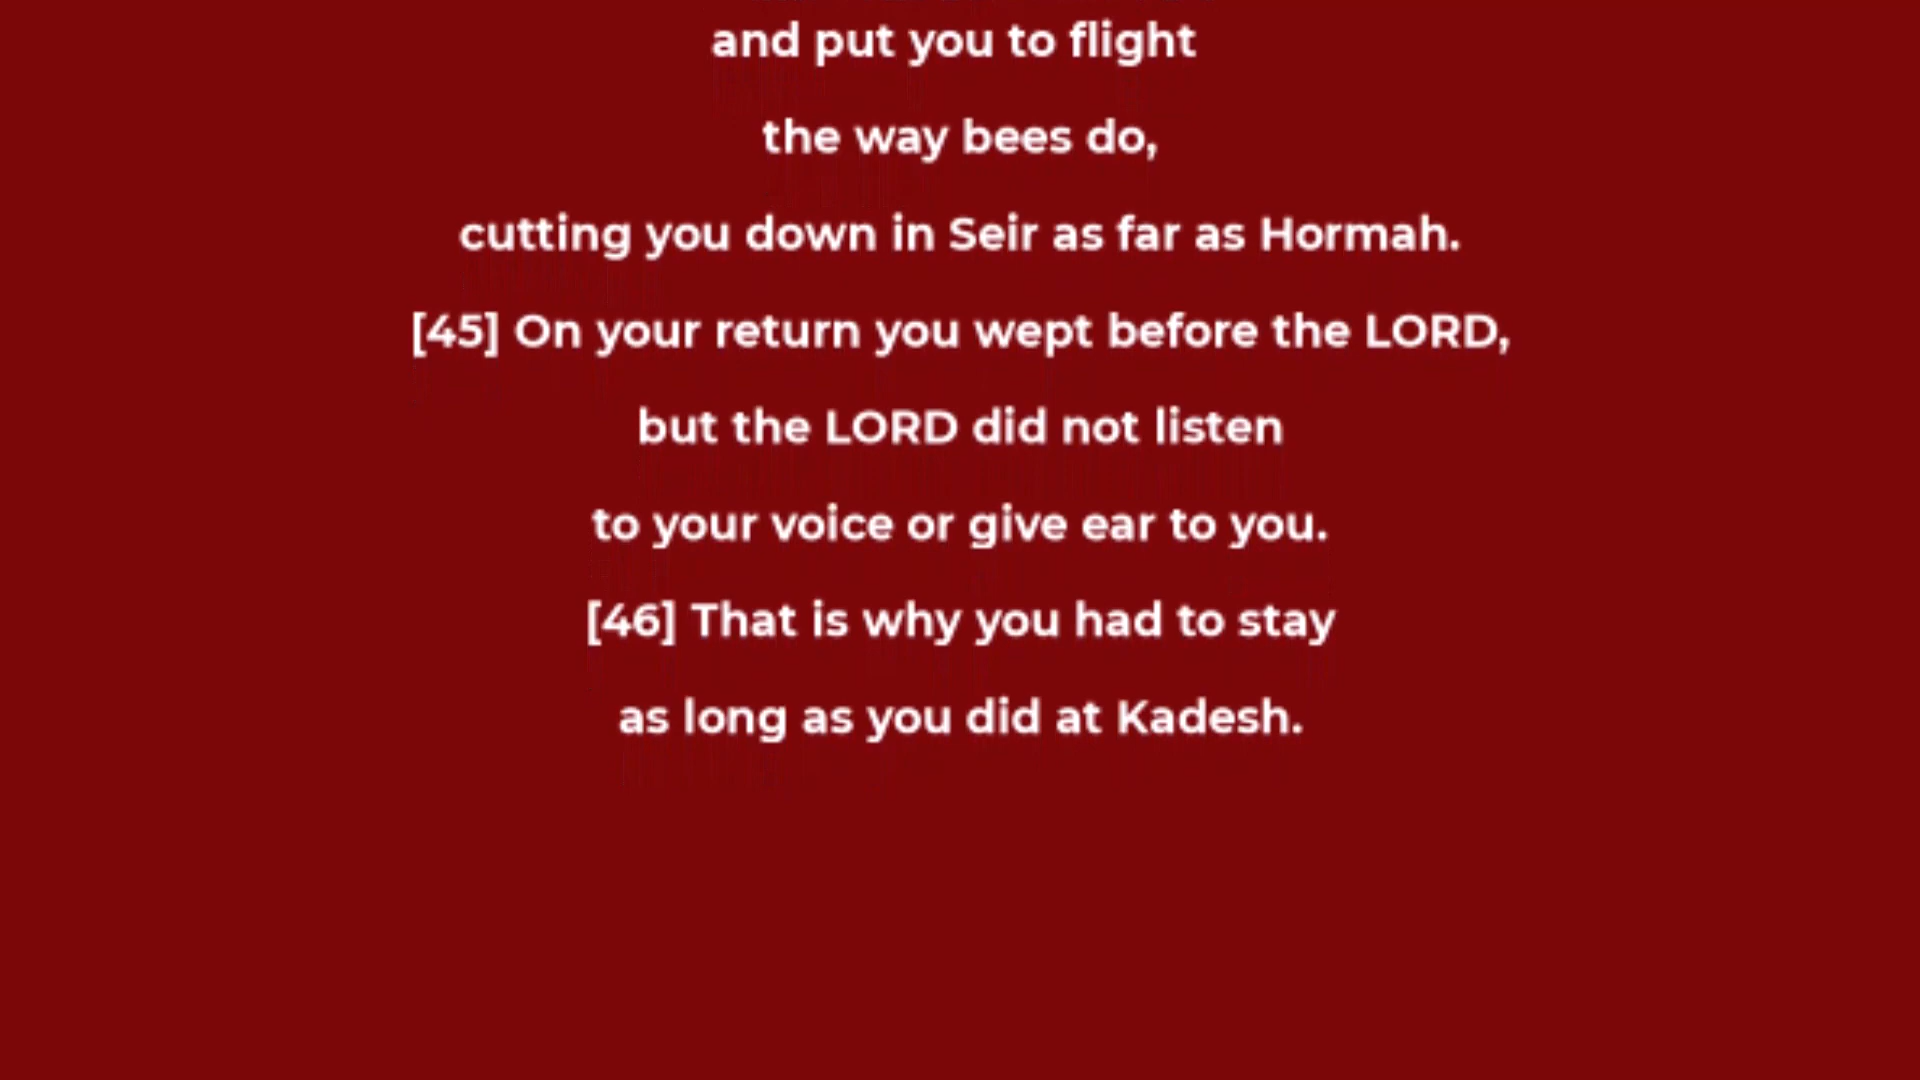 and put you to flight
the way bees do,
cutting you down in Seir as far as Hormah.
[45] On your return you wept before the LORD,
but the LORD did not listen
to your voice or give ear to you.
[46] That is why you had to stay
as long as you did at Kadesh.